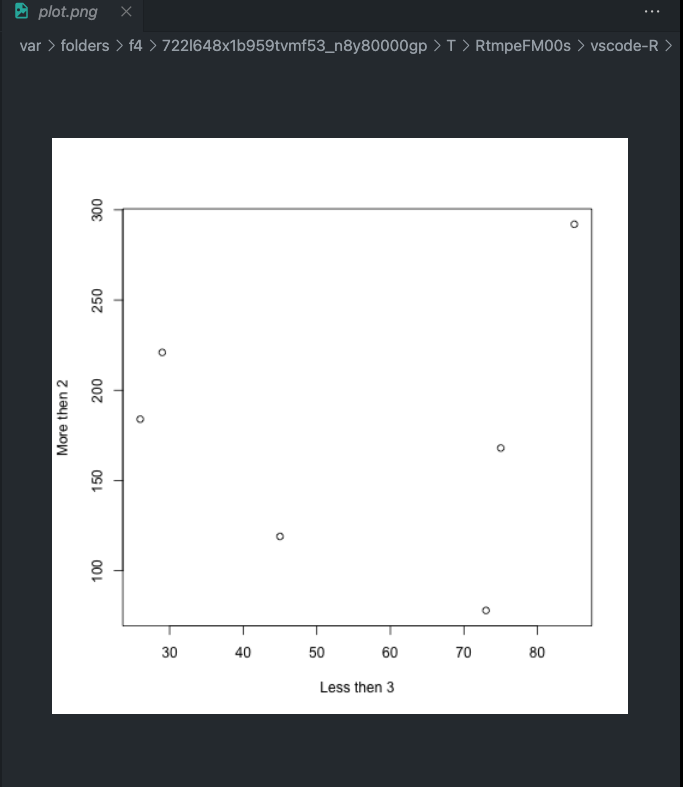 plot.png
var > folders > f4 > 722l648x1b959tvmf53_n8y80000gp > T > RtmpeFM00s > vscode-R >
300
250
200
150
100
More then 2
30 40 50 60 70 80
Less then 3